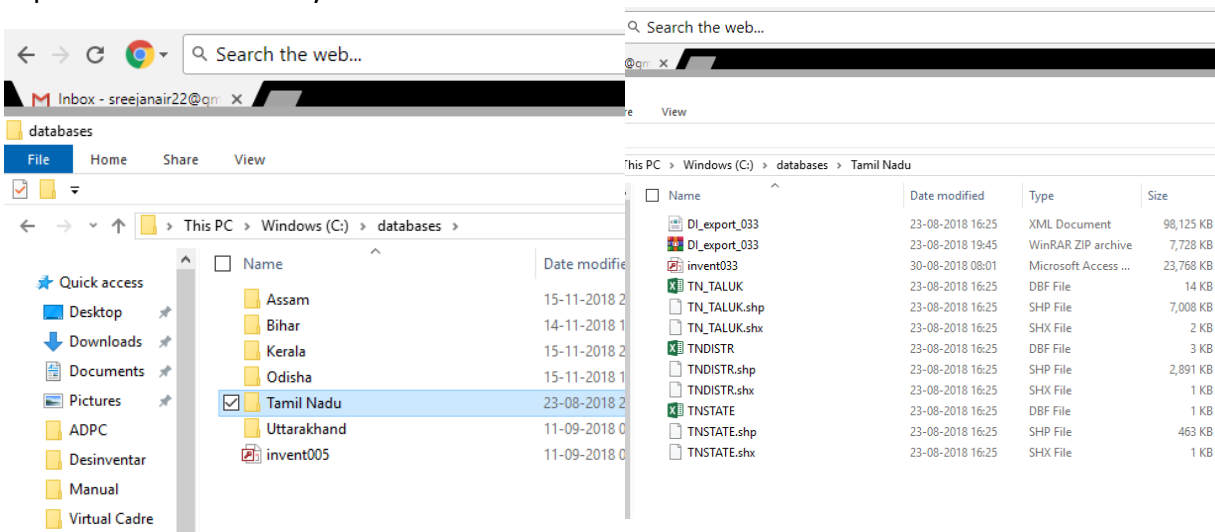 Search the web...
Inbox - sreejanair22@gm
databases
File Home Share View
This PC > Windows (C:) > databases >
Name Date modifie
Quick access
Desktop
Downloads
Documents
Pictures
ADPC
Desinventar
Manual
Virtual Cadre
Assam 15-11-2018 2
Bihar 14-11-2018 1
Kerala 15-11-2018 2
Odisha 15-11-2018 1
Tamil Nadu 23-08-2018 2
Uttarakhand 11-09-2018 0
invent005 11-09-2018 0
Search the web...
@gm
re View
This PC > Windows (C:) > databases > Tamil Nadu
Name Date modified Type Size
DI_export_033 23-08-2018 16:25 XML Document 98,125 KB
DI_export_033 23-08-2018 19:45 WinRAR ZIP archive 7,728 KB
invent033 30-08-2018 08:01 Microsoft Access ... 23,768 KB
TN_TALUK 23-08-2018 16:25 DBF File 14 KB
TN_TALUK.shp 23-08-2018 16:25 SHP File 7,008 KB
TN_TALUK.shx 23-08-2018 16:25 SHX File 2 KB
TNDISTR 23-08-2018 16:25 DBF File 3 KB
TNDISTR.shp 23-08-2018 16:25 SHP File 2,891 KB
TNDISTR.shx 23-08-2018 16:25 SHX File 1 KB
TNSTATE 23-08-2018 16:25 DBF File 1 KB
TNSTATE.shp 23-08-2018 16:25 SHP File 463 KB
TNSTATE.shx 23-08-2018 16:25 SHX File 1 KB